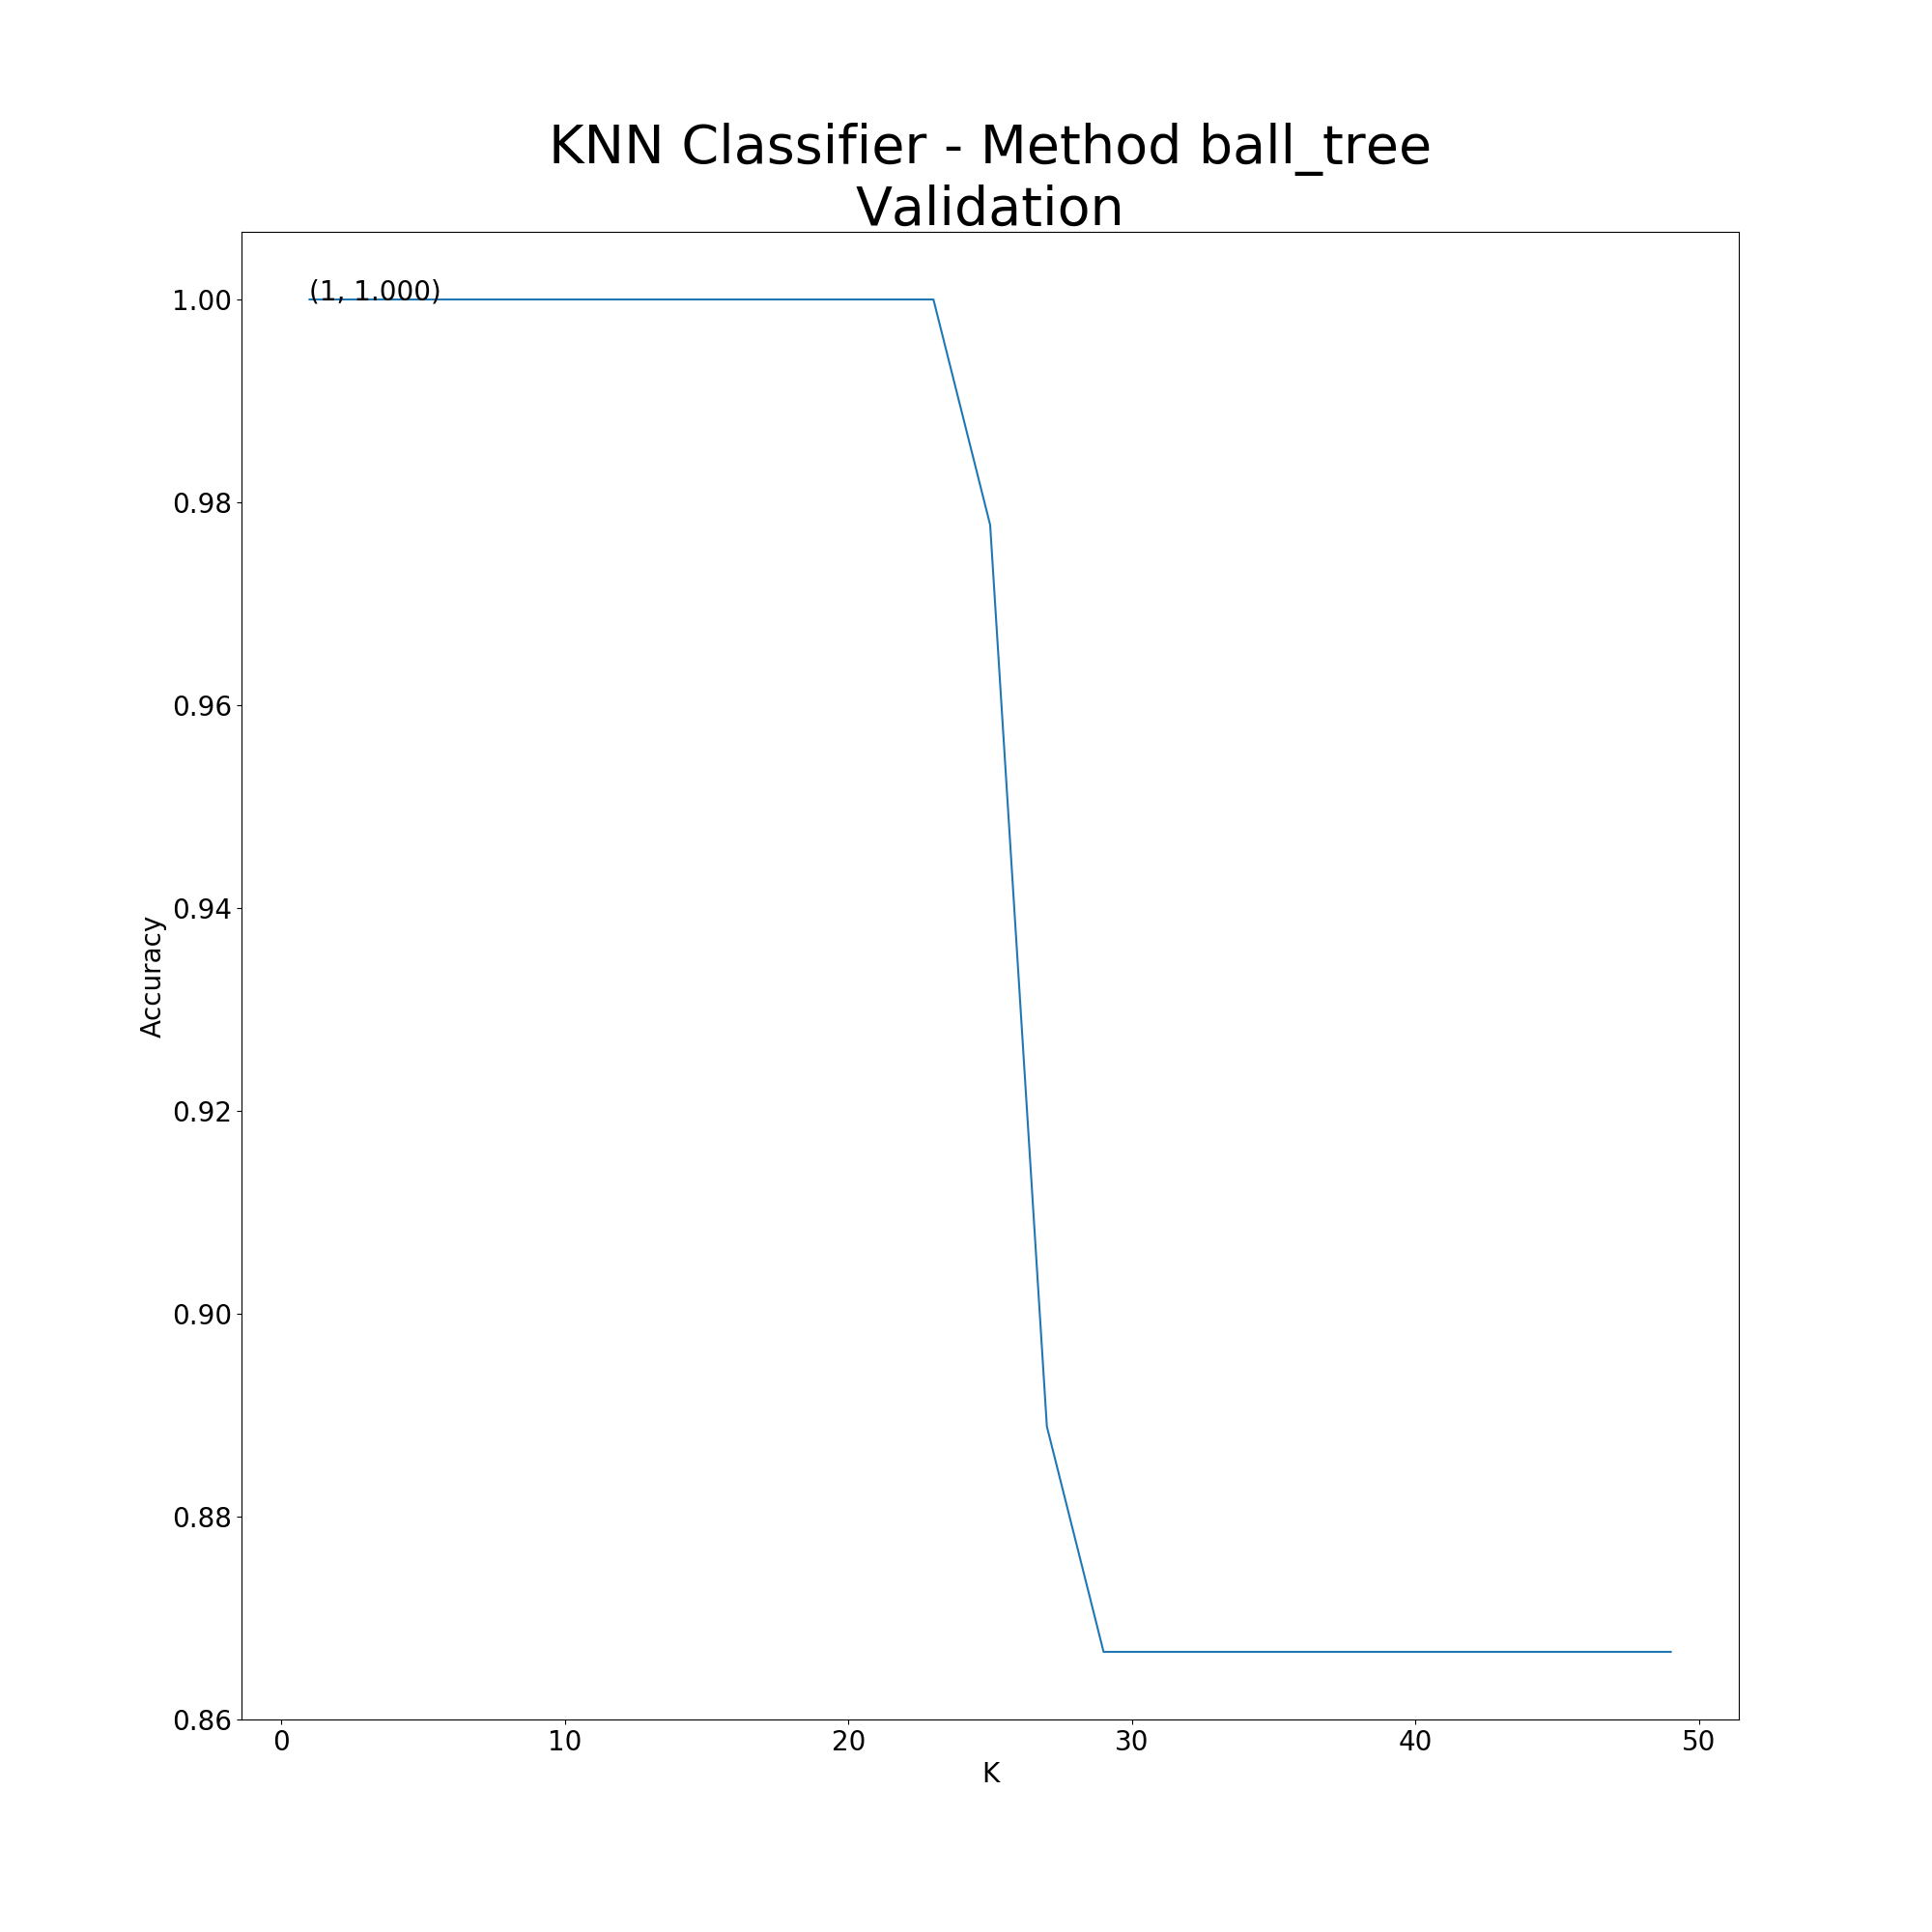 KNN Classifier - Method ball_tree
Validation
(1, 1.000)
1.00
0.98
0.96
0.94
0.92
0.90
0.88
0.86
Accuracy
0 10 20 30 40 50
K